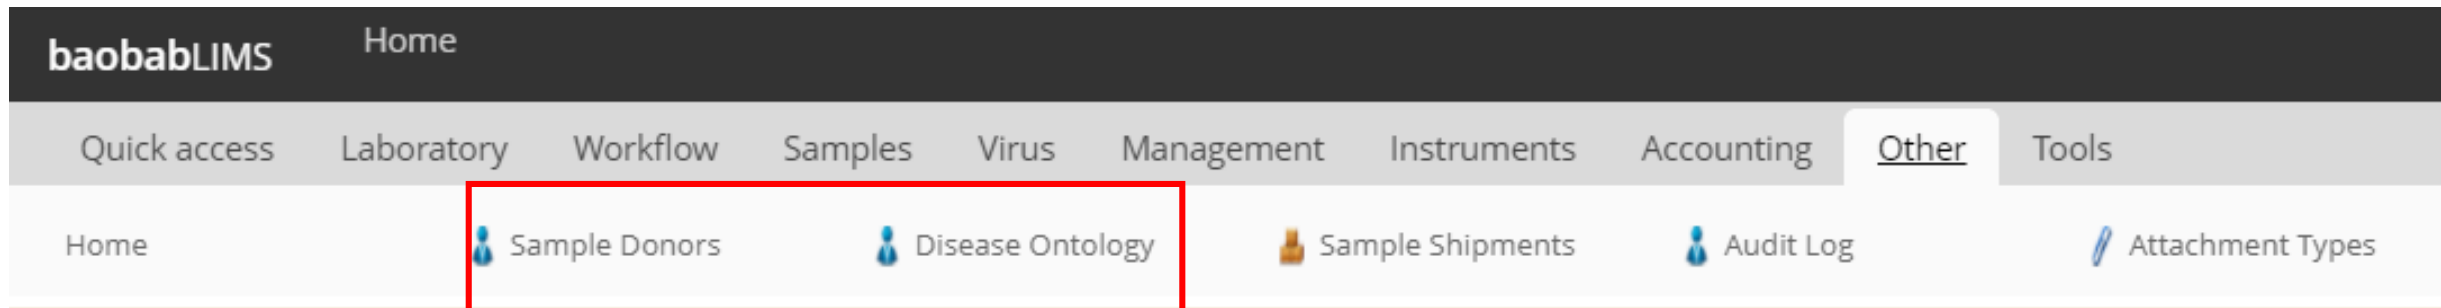 baobabLIMS Home
Quick access Laboratory Workflow Samples Virus Management Instruments Accounting Other Tools
Home Sample Donors Disease Ontology Sample Shipments Audit Log Attachment Types